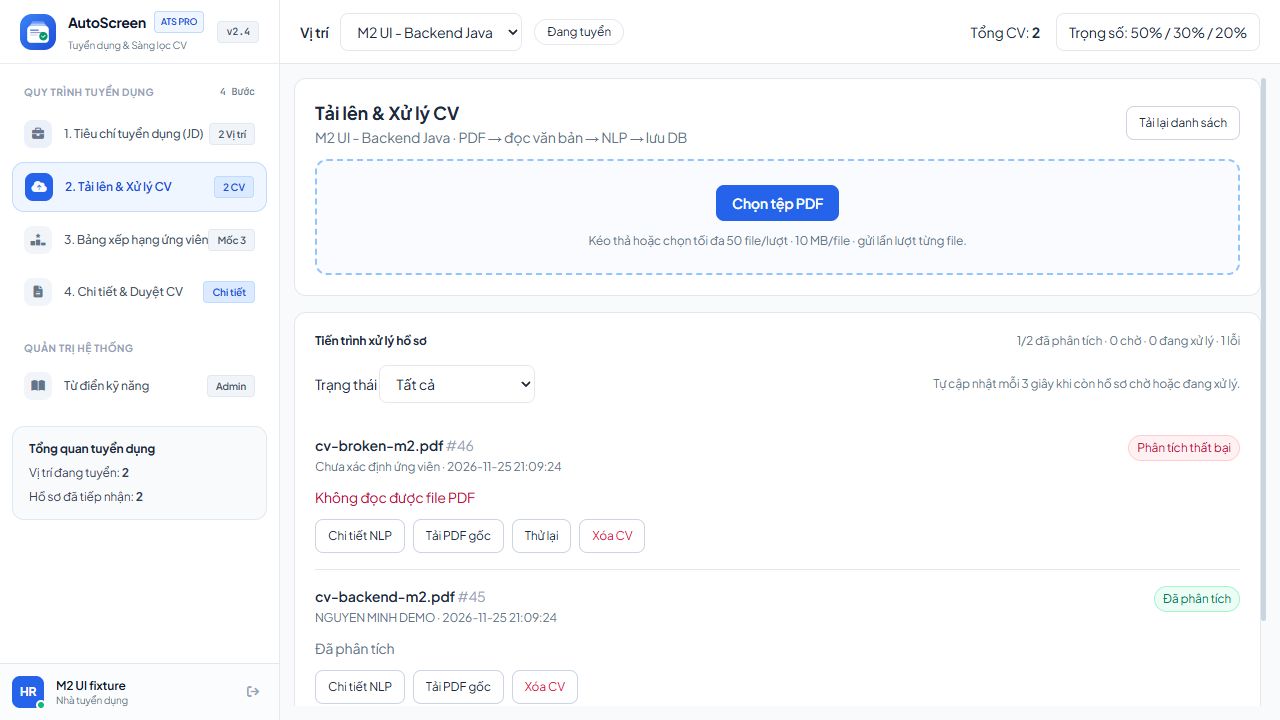 AutoScreen ATS PRO
Tuyển dụng & Sàng lọc CV
v2.4
QUY TRÌNH TUYỂN DỤNG 4 Bước
1. Tiêu chí tuyển dụng (JD) 2 Vị trí
2. Tải lên & Xử lý CV 2 CV
3. Bảng xếp hạng ứng viên Mốc 3
4. Chi tiết & Duyệt CV Chi tiết
QUẢN TRỊ HỆ THỐNG
Từ điển kỹ năng Admin
Tổng quan tuyển dụng
Vị trí đang tuyển: 2
Hồ sơ đã tiếp nhận: 2
HR M2 UI fixture
Nhà tuyển dụng
Vị trí M2 UI - Backend Java Đang tuyển Tổng CV: 2 Trọng số: 50% / 30% / 20%
Tải lên & Xử lý CV
M2 UI - Backend Java · PDF → đọc văn bản → NLP → lưu DB
Tải lại danh sách
Chọn tệp PDF
Kéo thả hoặc chọn tối đa 50 file/lượt · 10 MB/file · gửi lần lượt từng file.
Tiến trình xử lý hồ sơ 1/2 đã phân tích · 0 chờ · 0 đang xử lý · 1 lỗi
Trạng thái Tất cả Tự cập nhật mỗi 3 giây khi còn hồ sơ chờ hoặc đang xử lý.
cv-broken-m2.pdf #46 Phân tích thất bại
Chưa xác định ứng viên · 2026-11-25 21:09:24
Không đọc được file PDF
Chi tiết NLP Tải PDF gốc Thử lại Xóa CV
cv-backend-m2.pdf #45 Đã phân tích
NGUYEN MINH DEMO · 2026-11-25 21:09:24
Đã phân tích
Chi tiết NLP Tải PDF gốc Xóa CV